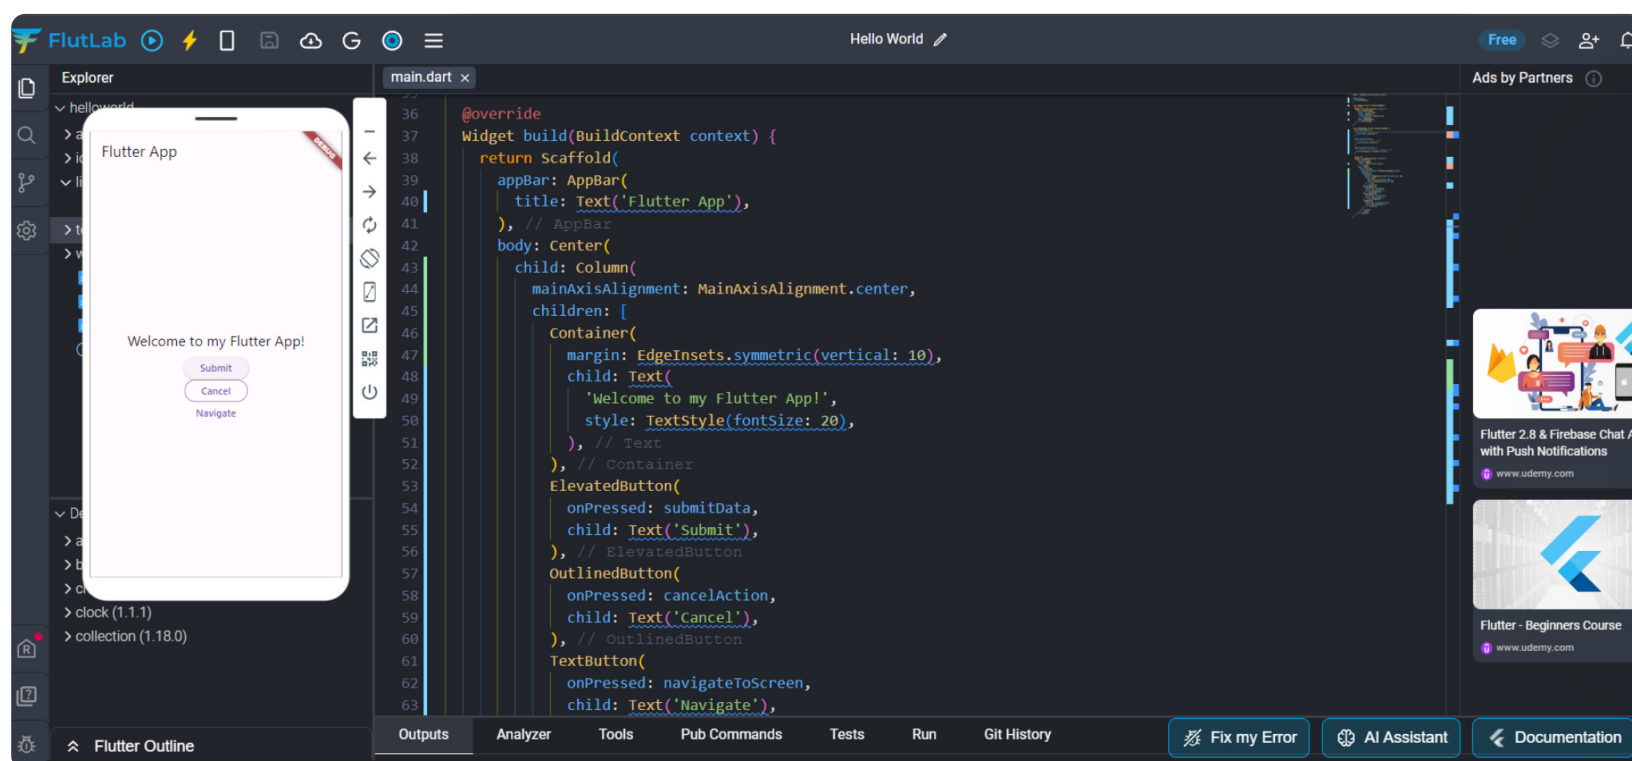 FlutLab
Hello World
Free
Explorer
main.dart ×
Ads by Partners
helloworld
36 @override
37 Widget build(BuildContext context) {
38 return Scaffold(
39 appBar: AppBar(
40 title: Text('Flutter App'),
41 ), // AppBar
42 body: Center(
43 child: Column(
44 mainAxisAlignment: MainAxisAlignment.center,
45 children: [
46 Container(
47 margin: EdgeInsets.symmetric(vertical: 10),
48 child: Text(
49 'Welcome to my Flutter App!',
50 style: TextStyle(fontSize: 20),
51 ), // Text
52 ), // Container
53 ElevatedButton(
54 onPressed: submitData,
55 child: Text('Submit'),
56 ), // ElevatedButton
57 OutlinedButton(
58 onPressed: cancelAction,
59 child: Text('Cancel'),
60 ), // OutlinedButton
61 TextButton(
62 onPressed: navigateToScreen,
63 child: Text('Navigate'),
Flutter App
DEBUG
Welcome to my Flutter App!
Submit
Cancel
Navigate
clock (1.1.1)
collection (1.18.0)
Flutter Outline
Flutter 2.8 & Firebase Chat A
with Push Notifications
www.udemy.com
Flutter - Beginners Course
www.udemy.com
Outputs
Analyzer
Tools
Pub Commands
Tests
Run
Git History
Fix my Error
AI Assistant
Documentation